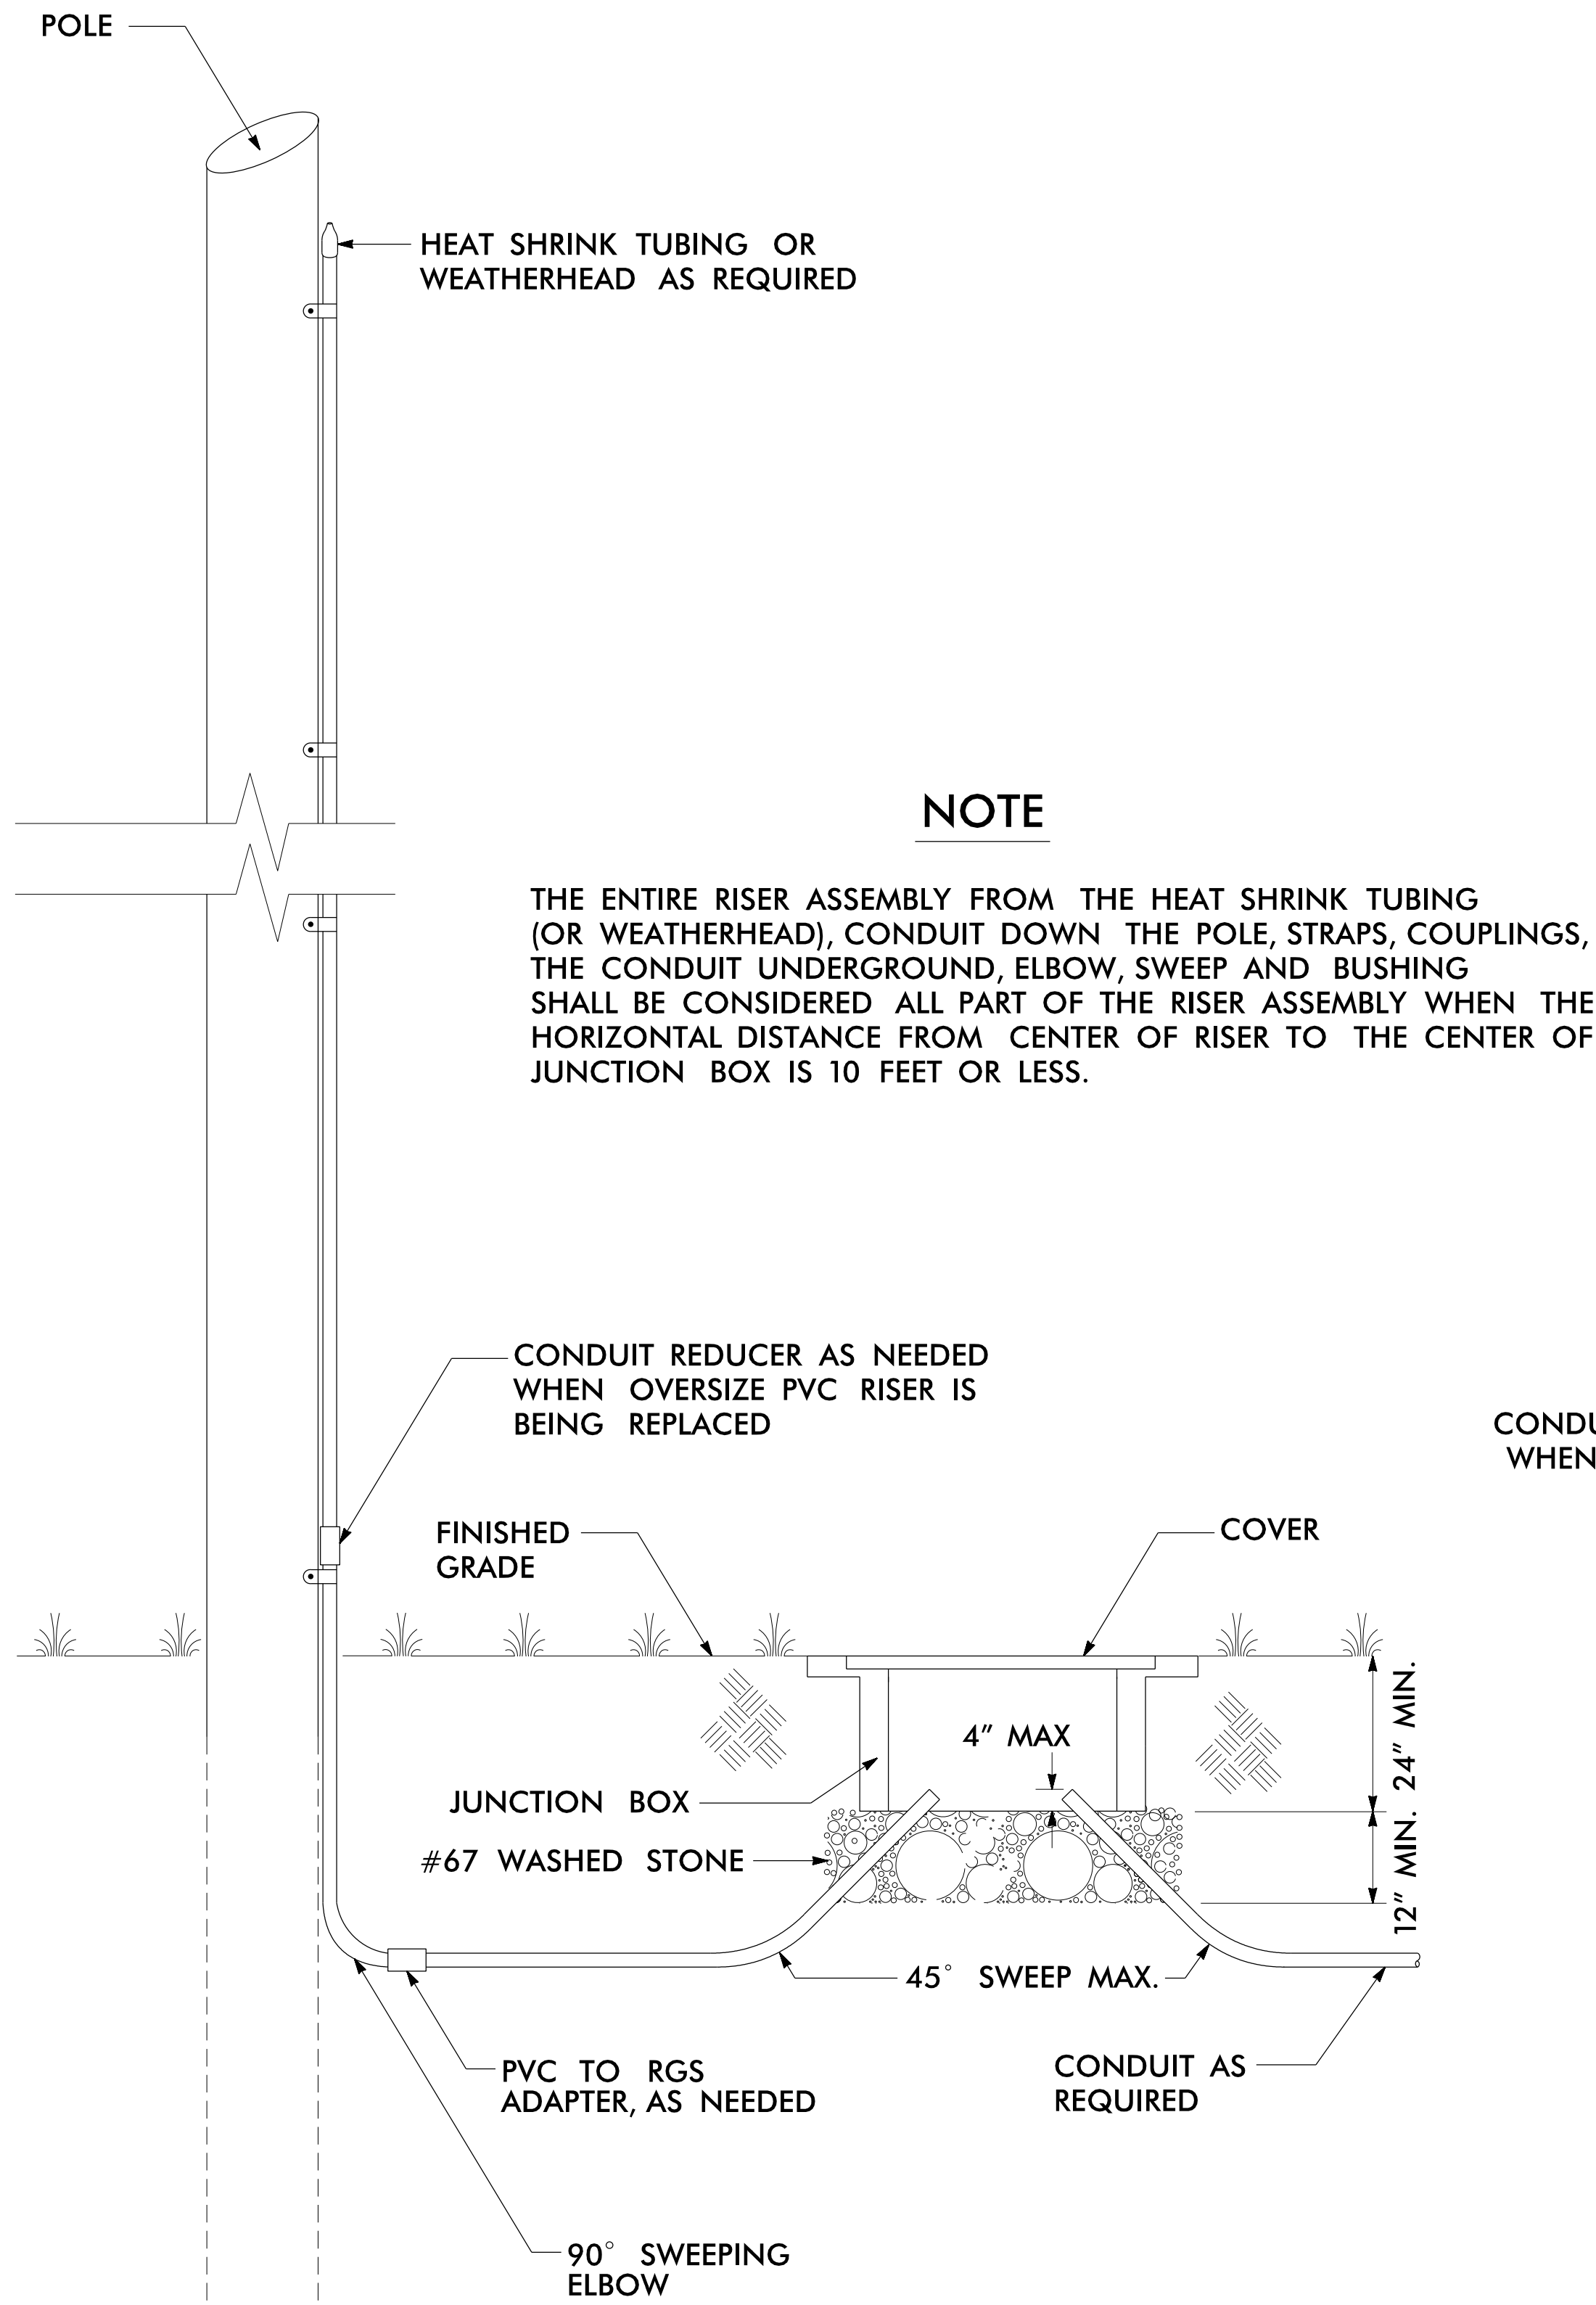 POLE
HEAT SHRINK TUBING OR
WEATHERHEAD AS REQUIRED
NOTE
THE ENTIRE RISER ASSEMBLY FROM THE HEAT SHRINK TUBING
(OR WEATHERHEAD), CONDUIT DOWN THE POLE, STRAPS, COUPLINGS,
THE CONDUIT UNDERGROUND, ELBOW, SWEEP AND BUSHING
SHALL BE CONSIDERED ALL PART OF THE RISER ASSEMBLY WHEN THE
HORIZONTAL DISTANCE FROM CENTER OF RISER TO THE CENTER OF
JUNCTION BOX IS 10 FEET OR LESS.
CONDUIT REDUCER AS NEEDED
WHEN OVERSIZE PVC RISER IS
BEING REPLACED
CONDU
WHEN
FINISHED
GRADE
COVER
4" MAX
24" MIN.
JUNCTION BOX
#67 WASHED STONE
12" MIN.
45° SWEEP MAX.
PVC TO RGS
ADAPTER, AS NEEDED
CONDUIT AS
REQUIRED
90° SWEEPING
ELBOW